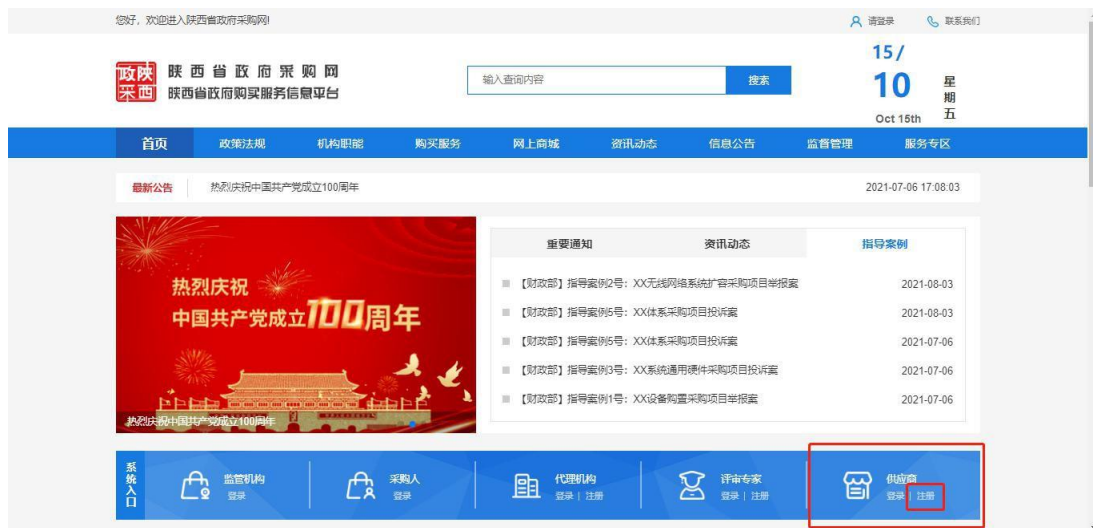 您好，欢迎进入陕西省政府采购网!
请登录 联系我们
政陕
采西
陕西省政府采购网
陕西省政府购买服务信息平台
输入查询内容 搜索
15/
10
Oct 15th
星期五
首页 政策法规 机构职能 购买服务 网上商城 资讯动态 信息公告 监督管理 服务专区
最新公告 热烈庆祝中国共产党成立100周年 2021-07-06 17:08:03
热烈庆祝
中国共产党成立100周年
热烈庆祝中国共产党成立100周年
重要通知 资讯动态 指导案例
【财政部】指导案例2号：XX无线网络系统扩容采购项目举报案 2021-08-03
【财政部】指导案例5号：XX体系采购项目投诉案 2021-08-03
【财政部】指导案例5号：XX体系采购项目投诉案 2021-07-06
【财政部】指导案例3号：XX系统通用硬件采购项目投诉案 2021-07-06
【财政部】指导案例1号：XX设备购置采购项目举报案 2021-07-06
系统入口
监管机构
登录
采购人
登录
代理机构
登录 | 注册
评审专家
登录 | 注册
供应商
登录 | 注册